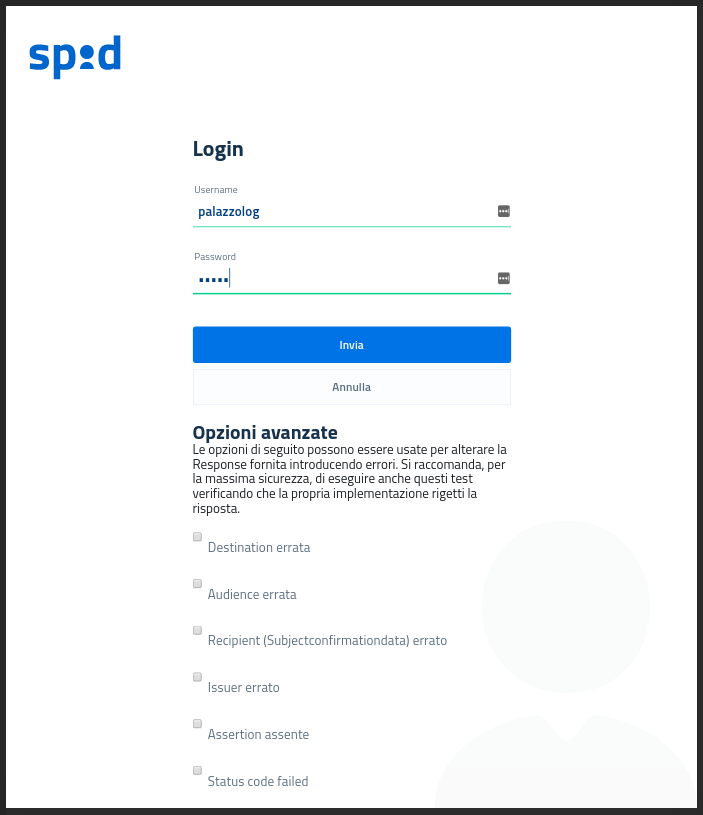 spid
Login
Username
palazzolog
Password
•••••
Invia
Annulla
Opzioni avanzate
Le opzioni di seguito possono essere usate per alterare la
Response fornita introducendo errori. Si raccomanda, per
la massima sicurezza, di eseguire anche questi test
verificando che la propria implementazione rigetti la
risposta.
Destination errata
Audience errata
Recipient (Subjectconfirmationdata) errato
Issuer errato
Assertion assente
Status code failed